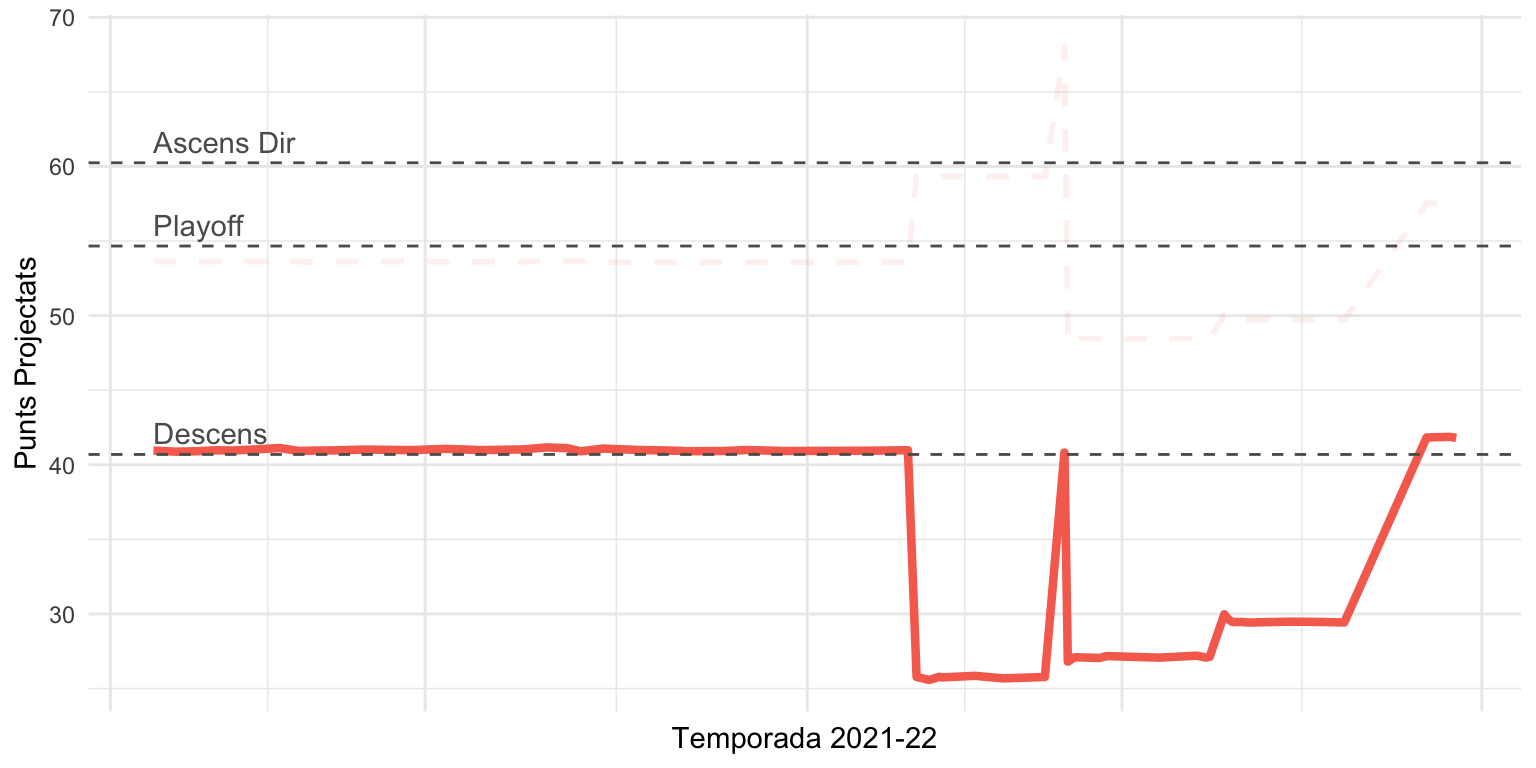 70
60
50
40
30
Punts Projectats
Ascens Dir
Playoff
Descens
Temporada 2021-22